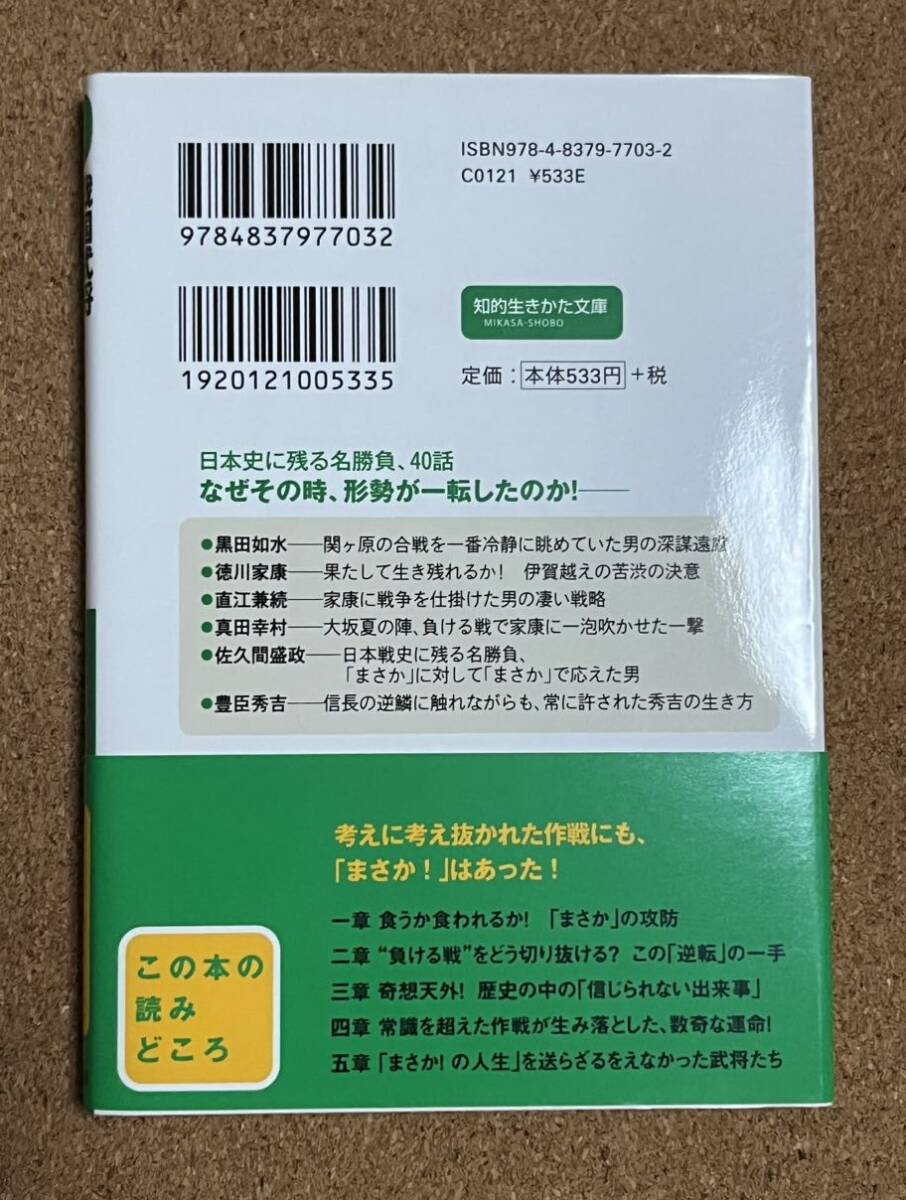 ISBN978-4-8379-7703-2
C0121 ¥533E
9784837977032
知的生きかた文庫
MIKASA-SHOBO
1920121005335
定価：本体533円+税
日本史に残る名勝負、40話
なぜその時、形勢が一転したのか!──
●黒田如水──関ヶ原の合戦を一番冷静に眺めていた男の深謀遠慮
●徳川家康──果たして生き残れるか! 伊賀越えの苦渋の決意
●直江兼続──家康に戦争を仕掛けた男の凄い戦略
●真田幸村──大坂夏の陣、負ける戦で家康に一泡吹かせた一撃
●佐久間盛政──日本戦史に残る名勝負、
「まさか」に対して「まさか」で応えた男
●豊臣秀吉──信長の逆鱗に触れながらも、常に許された秀吉の生き方
考えに考え抜かれた作戦にも、
「まさか！」はあった！
一章 食うか食われるか! 「まさか」の攻防
二章 “負ける戦”をどう切り抜ける? この「逆転」の一手
三章 奇想天外! 歴史の中の「信じられない出来事」
四章 常識を超えた作戦が生み落とした、数奇な運命!
五章 「まさか! の人生」を送らざるをえなかった武将たち
この本の
読み
どころ